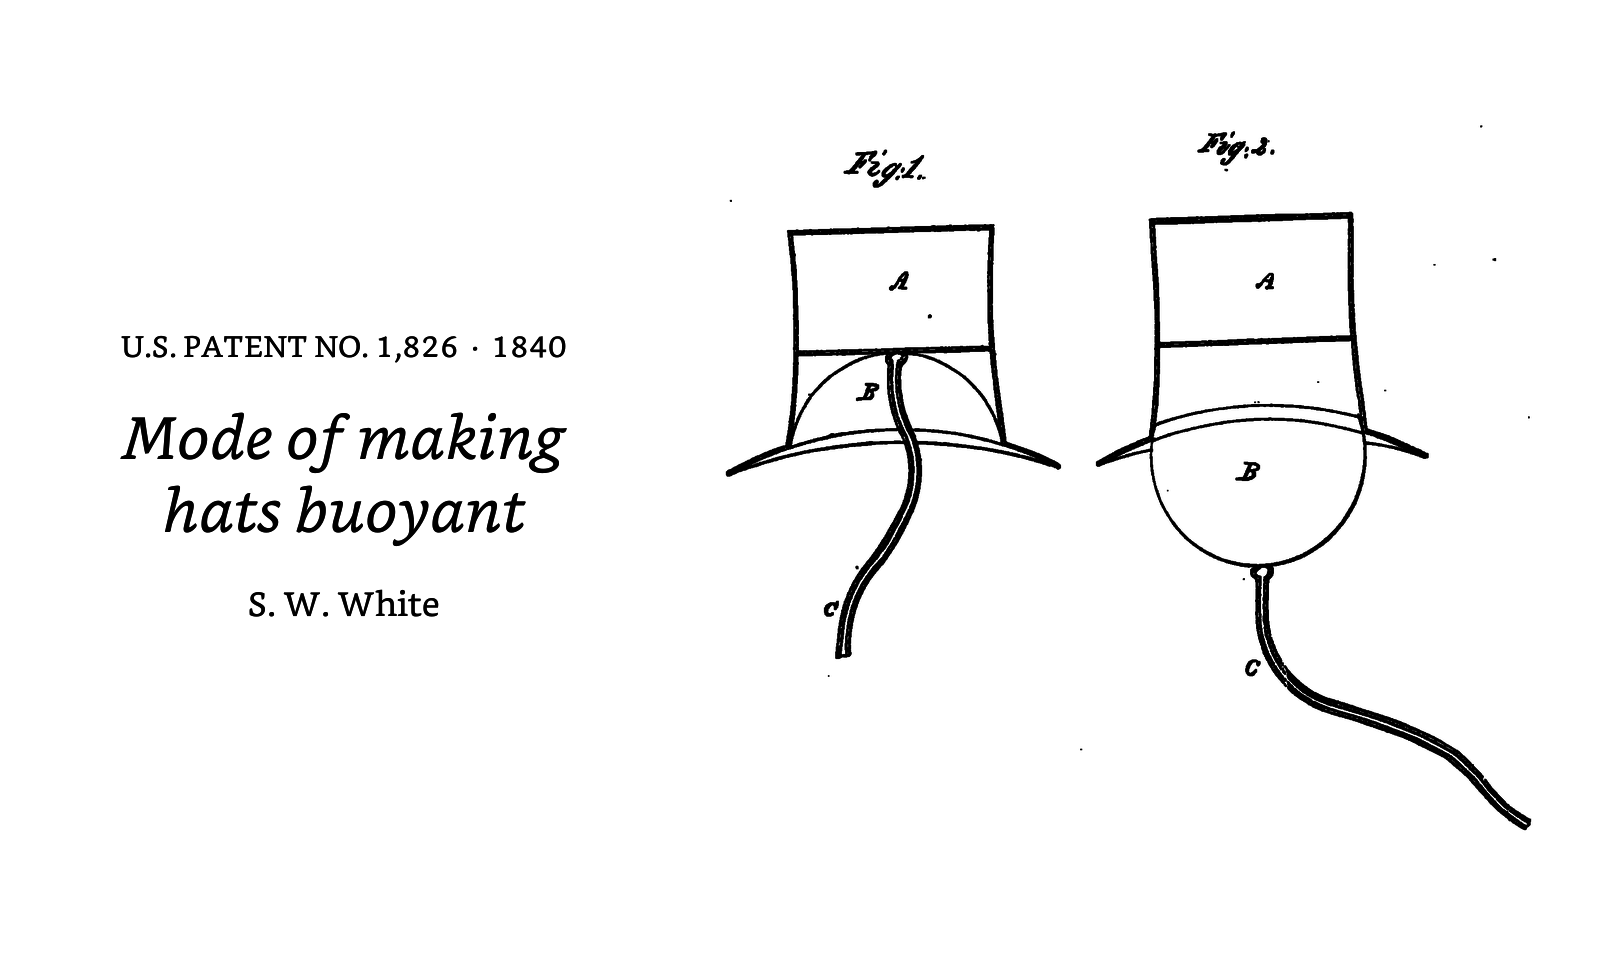 U.S. PATENT NO. 1,826 · 1840
Mode of making
hats buoyant
S. W. White
Fig:1.
A
B
C
Fig:2.
A
B
C